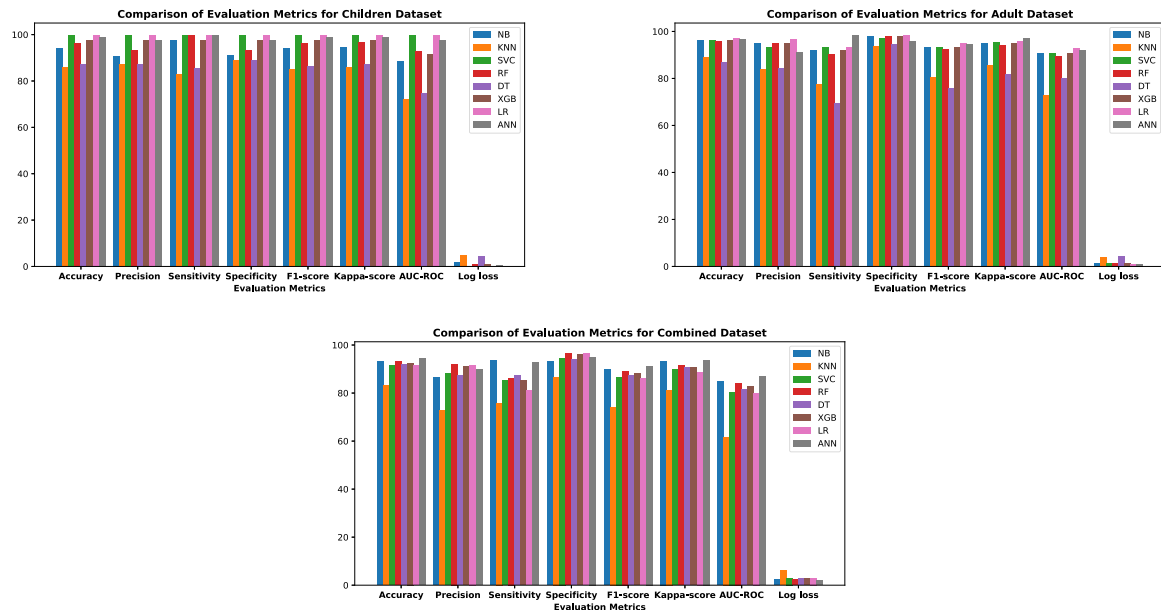 Comparison of Evaluation Metrics for Children Dataset
100
80
60
40
20
0
NB
KNN
SVC
RF
DT
XGB
LR
ANN
Accuracy Precision Sensitivity Specificity F1-score Kappa-score AUC-ROC Log loss
Evaluation Metrics
Comparison of Evaluation Metrics for Adult Dataset
100
80
60
40
20
0
NB
KNN
SVC
RF
DT
XGB
LR
ANN
Accuracy Precision Sensitivity Specificity F1-score Kappa-score AUC-ROC Log loss
Evaluation Metrics
Comparison of Evaluation Metrics for Combined Dataset
100
80
60
40
20
0
NB
KNN
SVC
RF
DT
XGB
LR
ANN
Accuracy Precision Sensitivity Specificity F1-score Kappa-score AUC-ROC Log loss
Evaluation Metrics